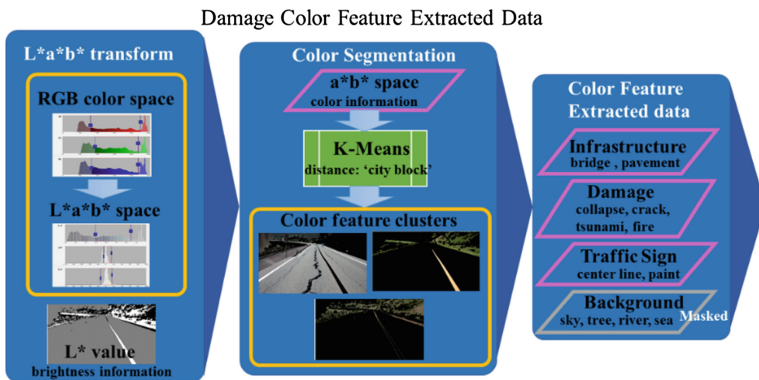 Damage Color Feature Extracted Data
L*a*b* transform
RGB color space
L*a*b* space
L* value
brightness information
Color Segmentation
a*b* space
color information
K-Means
distance: ‘city block’
Color feature clusters
Color Feature
Extracted data
Infrastructure
bridge , pavement
Damage
collapse, crack,
tsunami, fire
Traffic Sign
center line, paint
Background
sky, tree, river, sea
Masked